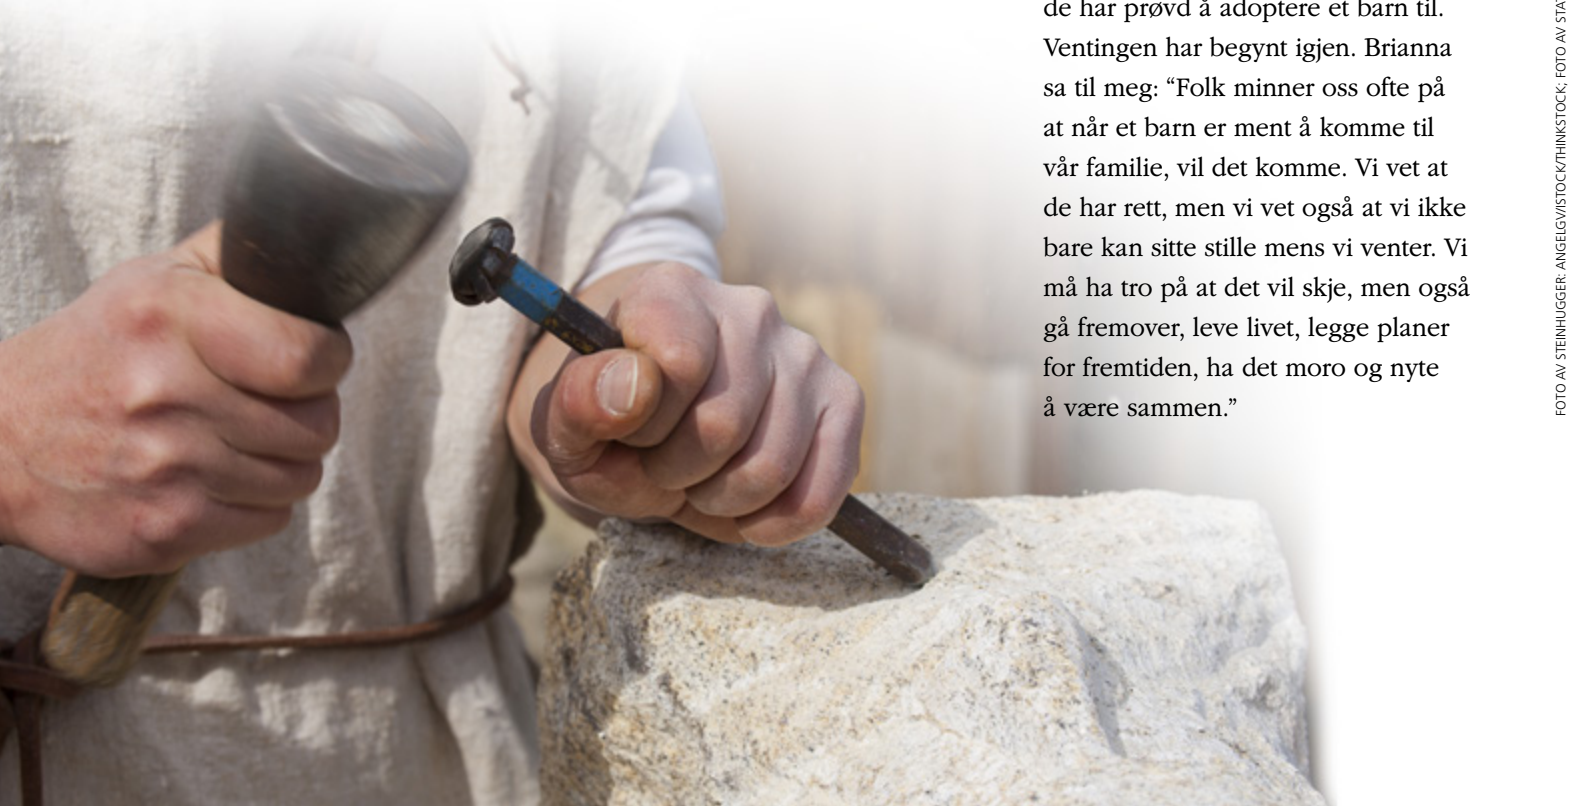 de har prøvd å adoptere et barn til.
Ventingen har begynt igjen. Brianna
sa til meg: “Folk minner oss ofte på
at når et barn er ment å komme til
vår familie, vil det komme. Vi vet at
de har rett, men vi vet også at vi ikke
bare kan sitte stille mens vi venter. Vi
må ha tro på at det vil skje, men også
gå fremover, leve livet, legge planer
for fremtiden, ha det moro og nyte
å være sammen.”
FOTO AV STEINHUGGER: ANGELGV/ISTOCK/THINKSTOCK; FOTO AV